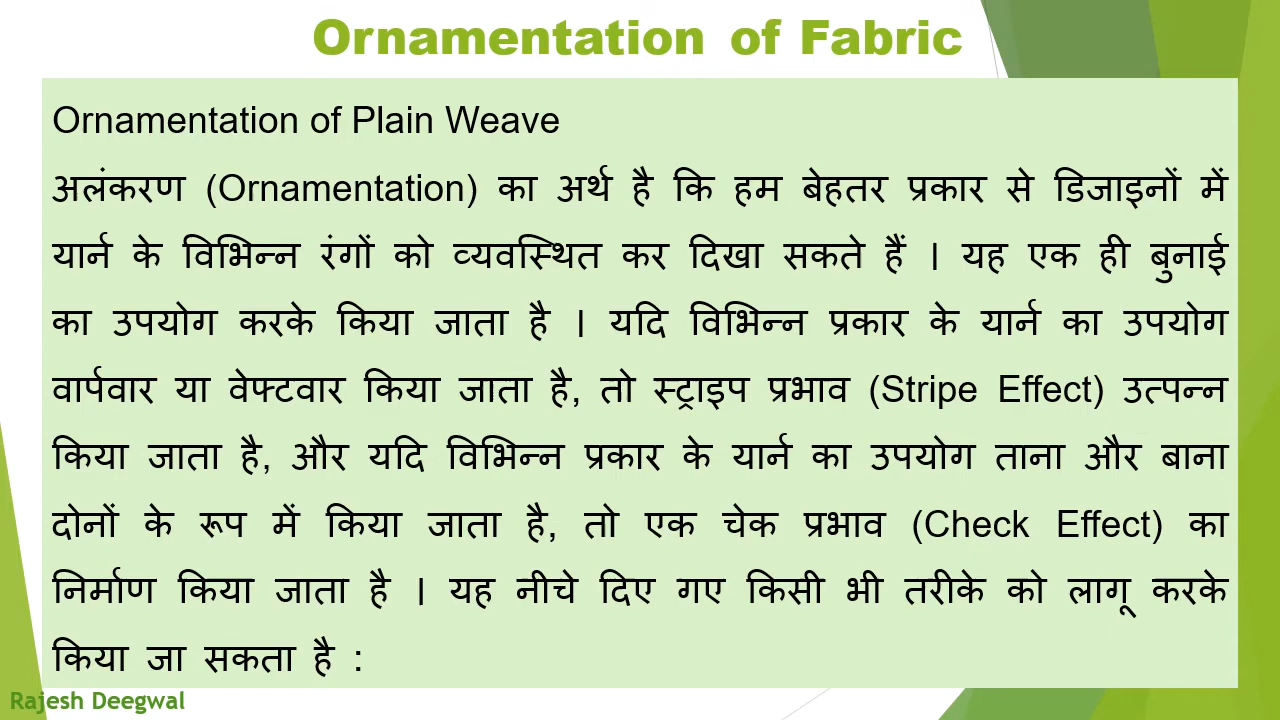 Ornamentation of Fabric
Ornamentation of Plain Weave
अलंकरण (Ornamentation) का अर्थ है कि हम बेहतर प्रकार से डिजाइनों में
यार्न के विभिन्न रंगों को व्यवस्थित कर दिखा सकते हैं । यह एक ही बुनाई
का उपयोग करके किया जाता है । यदि विभिन्न प्रकार के यार्न का उपयोग
वार्पवार या वेफ्टवार किया जाता है, तो स्ट्राइप प्रभाव (Stripe Effect) उत्पन्न
किया जाता है, और यदि विभिन्न प्रकार के यार्न का उपयोग ताना और बाना
दोनों के रूप में किया जाता है, तो एक चेक प्रभाव (Check Effect) का
निर्माण किया जाता है । यह नीचे दिए गए किसी भी तरीके को लागू करके
किया जा सकता है :
Rajesh Deegwal